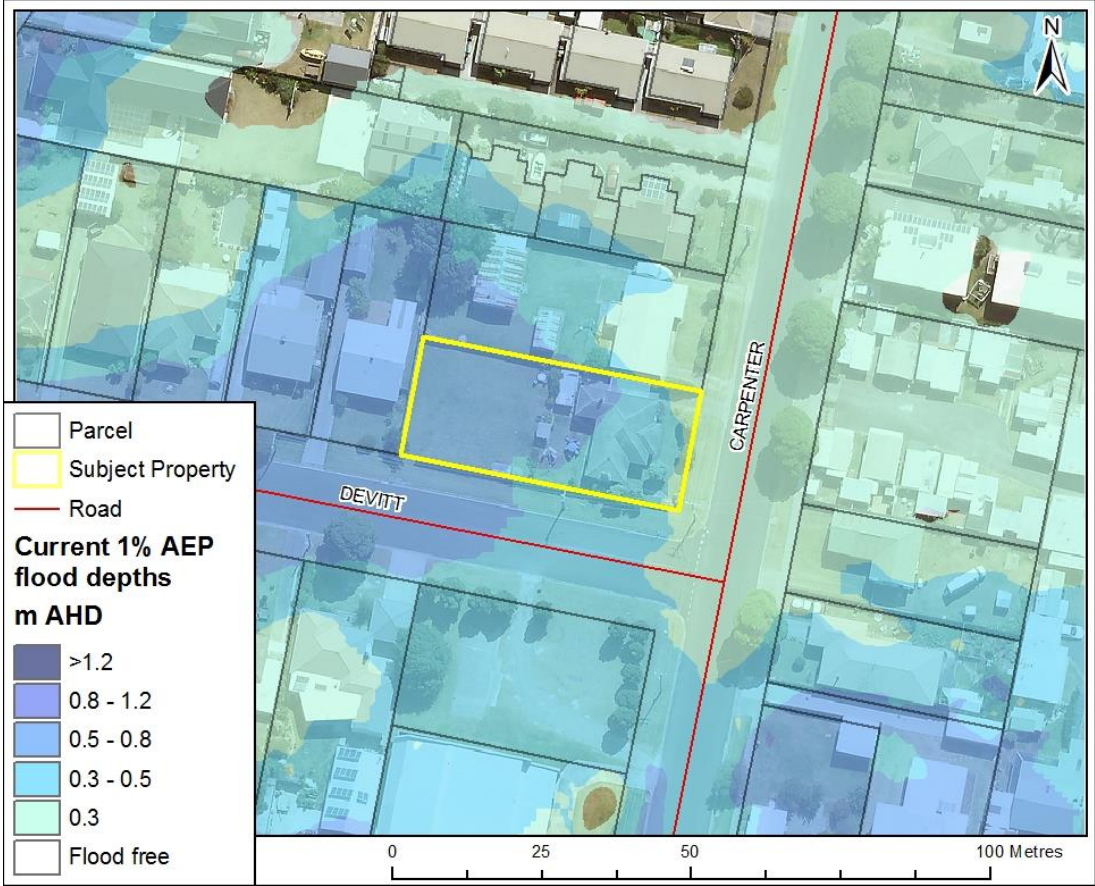 N
CARPENTER
DEVITT
Parcel
Subject Property
Road
Current 1% AEP
flood depths
m AHD
>1.2
0.8 - 1.2
0.5 - 0.8
0.3 - 0.5
0.3
Flood free
0 25 50 100 Metres